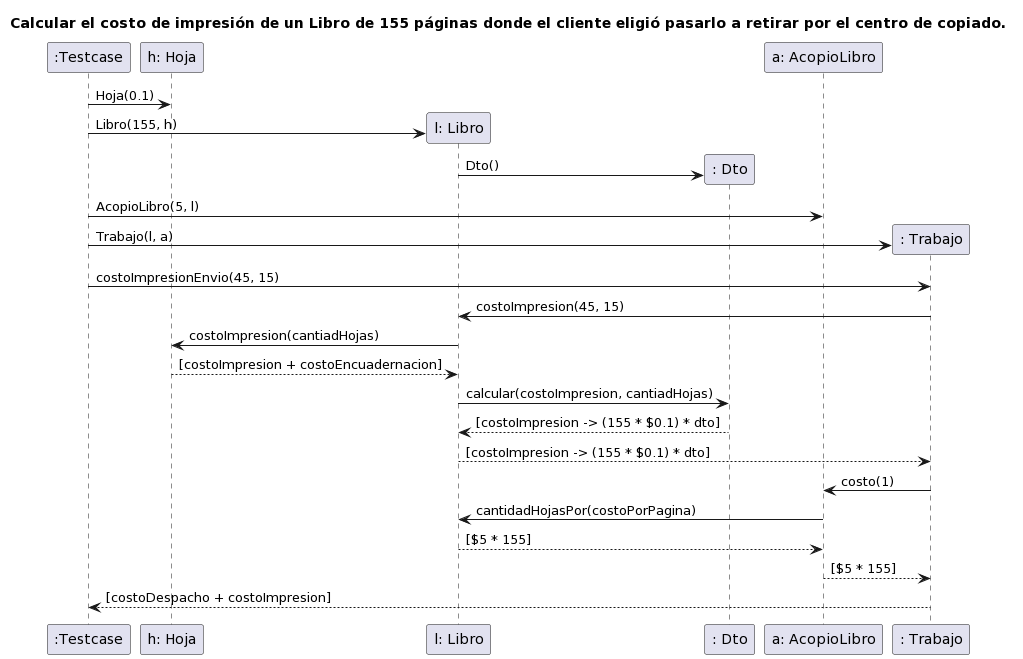 Calcular el costo de impresión de un Libro de 155 páginas donde el cliente eligió pasarlo a retirar por el centro de copiado.
:Testcase
h: Hoja
a: AcopioLibro
Hoja(0.1)
Libro(155, h)
l: Libro
Dto()
: Dto
AcopioLibro(5, l)
Trabajo(l, a)
: Trabajo
costoImpresionEnvio(45, 15)
costoImpresion(45, 15)
costoImpresion(cantiadHojas)
[costoImpresion + costoEncuadernacion]
calcular(costoImpresion, cantiadHojas)
[costoImpresion -> (155 * $0.1) * dto]
[costoImpresion -> (155 * $0.1) * dto]
costo(1)
cantidadHojasPor(costoPorPagina)
[$5 * 155]
[$5 * 155]
[costoDespacho + costoImpresion]
:Testcase
h: Hoja
l: Libro
: Dto
a: AcopioLibro
: Trabajo